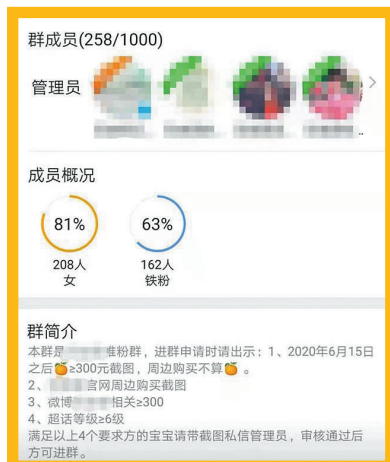 群成员(258/1000)
管理员
成员概况
81%
63%
208人
162人
女
铁粉
群简介
本群是 唯粉群，进群申请时请出示：1、2020年6月15日
之后🍊≥300元截图，周边购买不算🍊 。
2、 官网周边购买截图
3、微博 相关≥300
4、超话等级≥6级
满足以上4个要求方的宝宝请带截图私信管理员，审核通过后
方可进群。